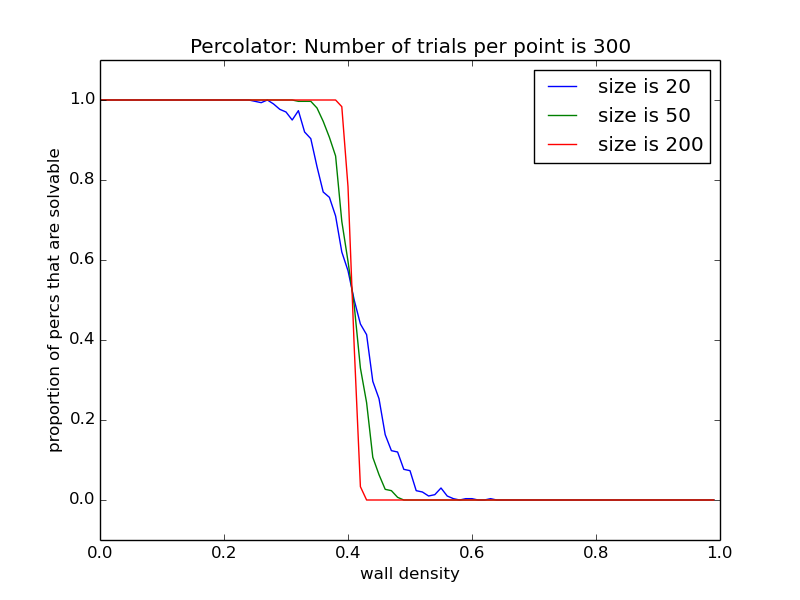 Percolator: Number of trials per point is 300
size is 20
size is 50
size is 200
proportion of percs that are solvable
1.0
0.8
0.6
0.4
0.2
0.0
0.0 0.2 0.4 0.6 0.8 1.0
wall density